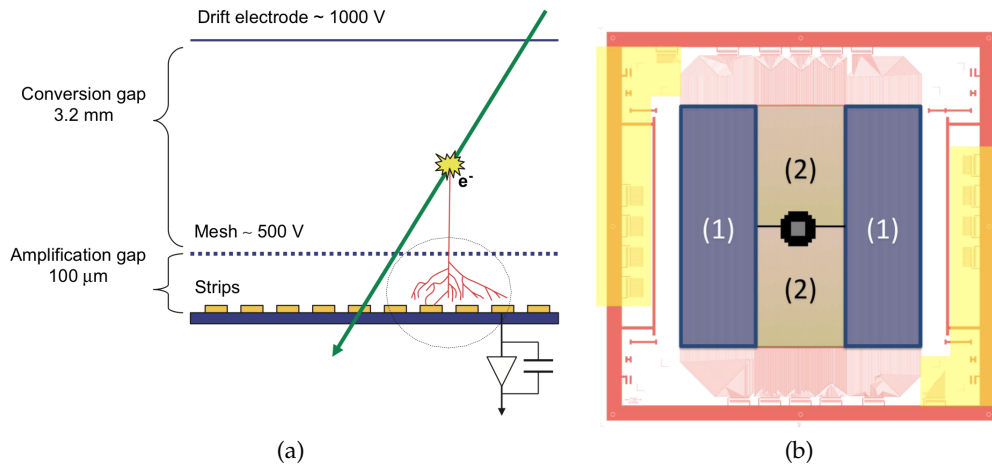 Drift electrode ~ 1000 V
Conversion gap
3.2 mm
e-
Mesh ~ 500 V
Amplification gap
100 μm
Strips
(2)
(1)
(1)
(2)
(a)
(b)